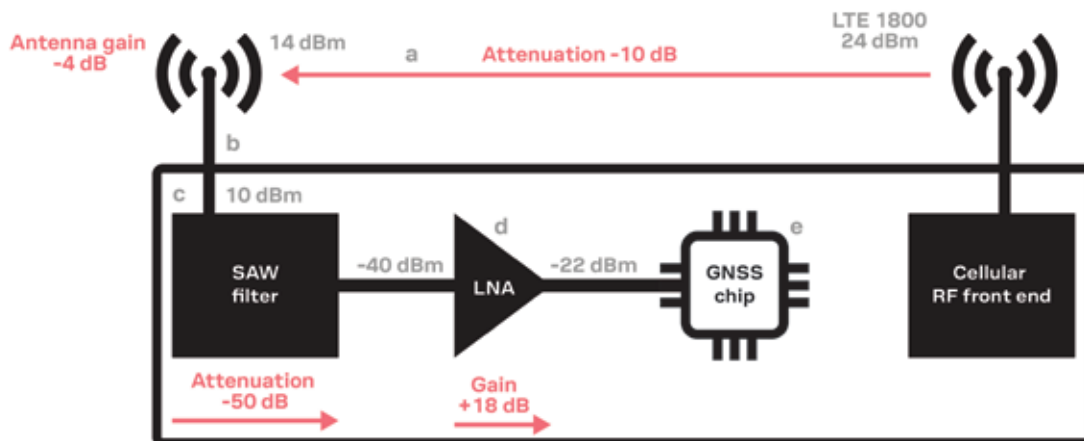 Antenna gain
-4 dB
14 dBm
a
Attenuation -10 dB
LTE 1800
24 dBm
b
c
10 dBm
SAW
filter
-40 dBm
d
LNA
-22 dBm
GNSS
chip
e
Cellular
RF front end
Attenuation
-50 dB
Gain
+18 dB